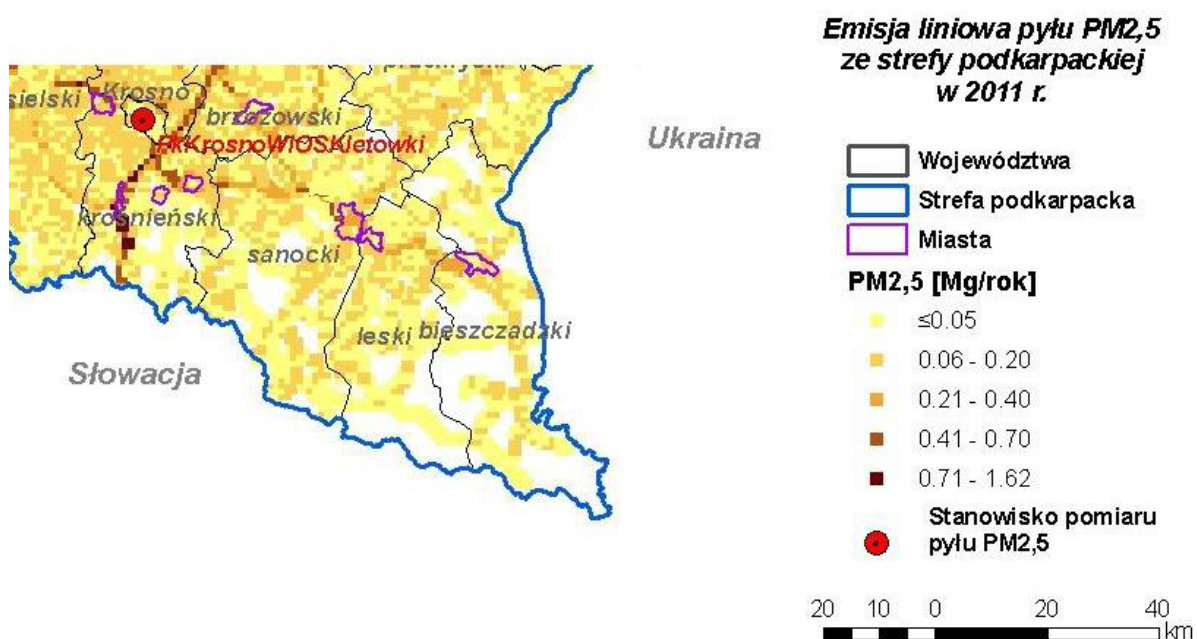 Emisja liniowa pyłu PM2,5
ze strefy podkarpackiej
w 2011 r.
Ukraina
Województwa
Strefa podkarpacka
Miasta
PM2,5 [Mg/rok]
≤0.05
0.06 - 0.20
0.21 - 0.40
0.41 - 0.70
0.71 - 1.62
Stanowisko pomiaru
pyłu PM2,5
20 10 0 20 40
km
przemyski
sielski
Krosno
brzozowski
PkKrosnoWIOSKletowki
krośnieński
sanocki
leski
bieszczadzki
Słowacja